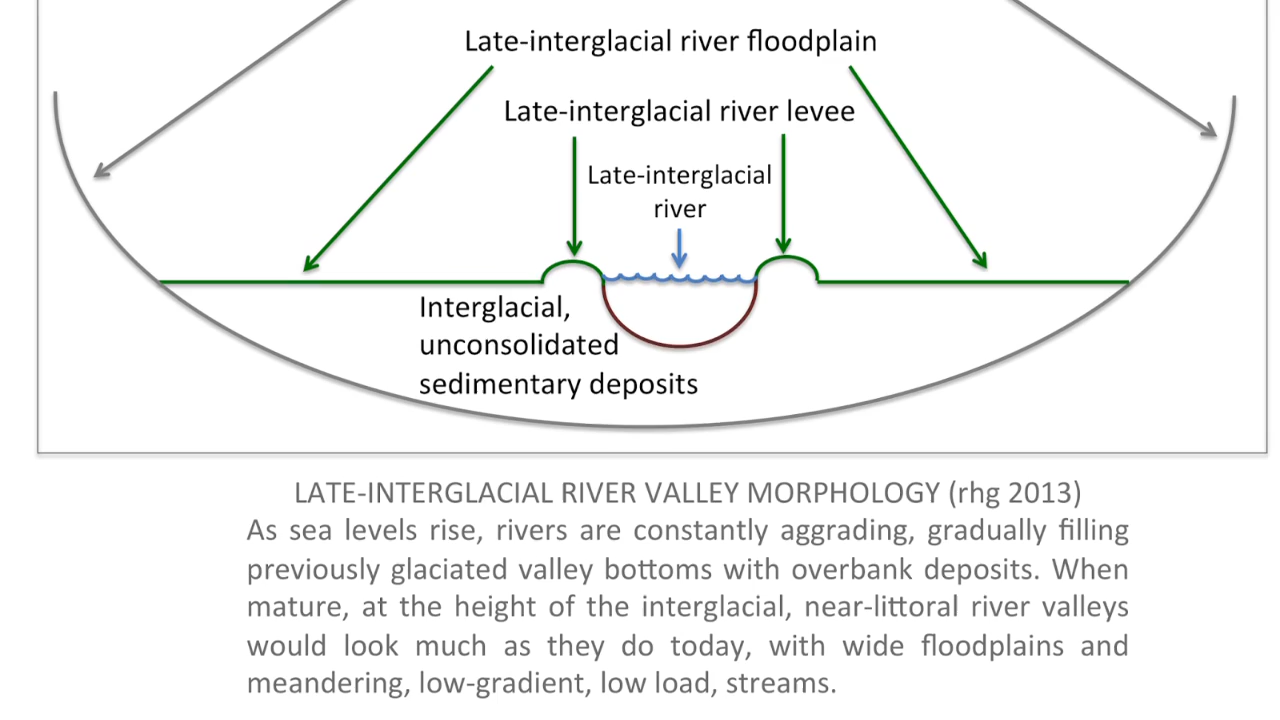 Late-interglacial river floodplain
Late-interglacial river levee
Late-interglacial
river
Interglacial,
unconsolidated
sedimentary deposits
LATE-INTERGLACIAL RIVER VALLEY MORPHOLOGY (rhg 2013)
As sea levels rise, rivers are constantly aggrading, gradually filling
previously glaciated valley bottoms with overbank deposits. When
mature, at the height of the interglacial, near-littoral river valleys
would look much as they do today, with wide floodplains and
meandering, low-gradient, low load, streams.